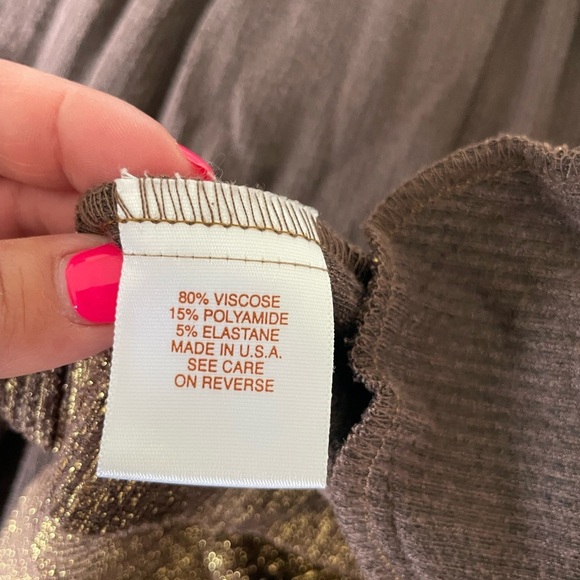 80% VISCOSE
15% POLYAMIDE
5% ELASTANE
MADE IN U.S.A.
SEE CARE
ON REVERSE